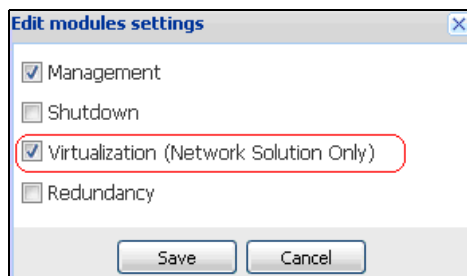 Edit modules settings
Management
Shutdown
Virtualization (Network Solution Only)
Redundancy
Save Cancel